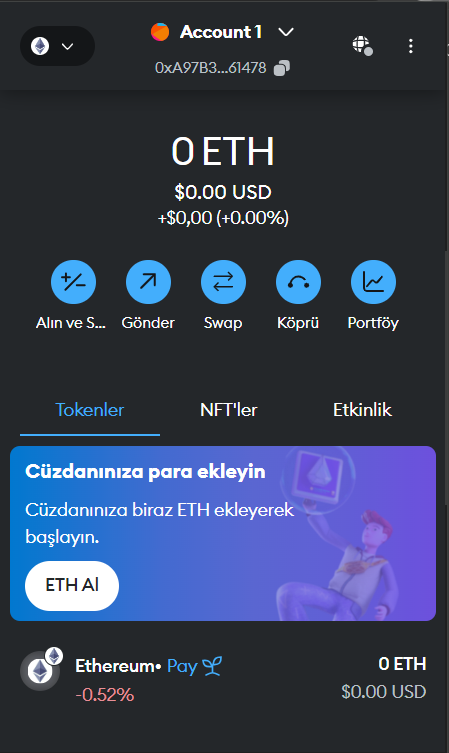 Account 1
0xA97B3...61478
0 ETH
$0.00 USD
+$0,00 (+0.00%)
Alın ve S...
Gönder
Swap
Köprü
Portföy
Tokenler
NFT'ler
Etkinlik
Cüzdanınıza para ekleyin
Cüzdanınıza biraz ETH ekleyerek
başlayın.
ETH Al
Ethereum• Pay
0 ETH
-0.52%
$0.00 USD